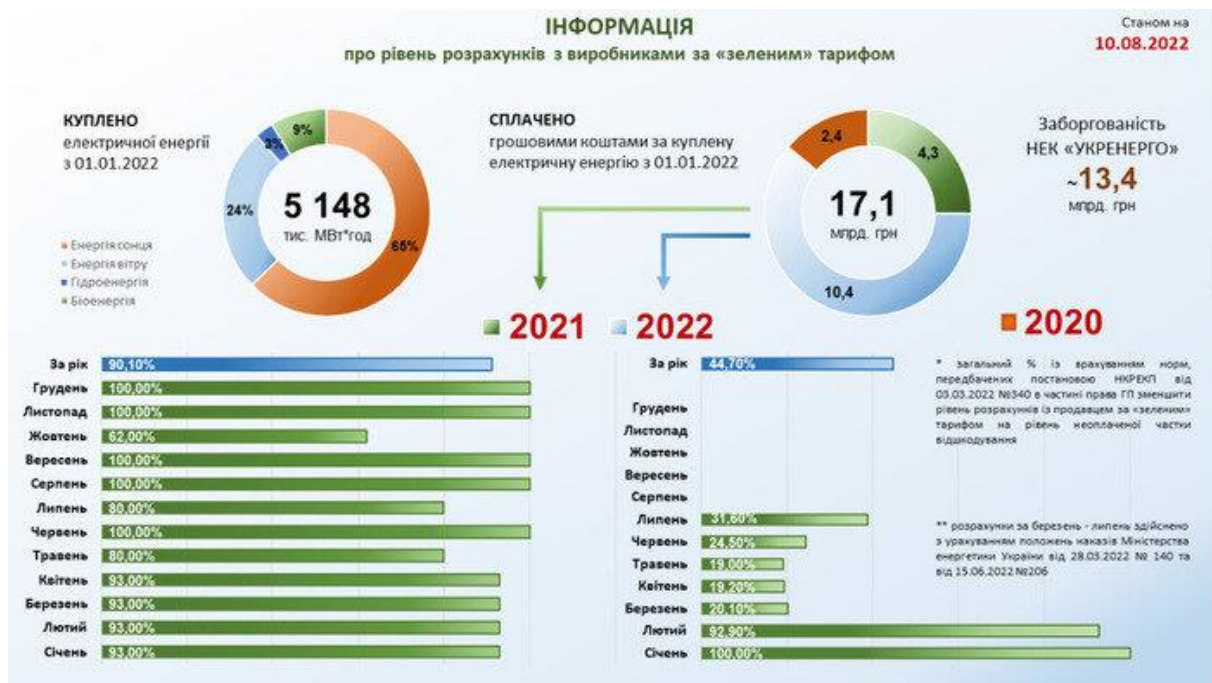 ІНФОРМАЦІЯ
про рівень розрахунків з виробниками за «зеленим» тарифом
Станом на
10.08.2022
КУПЛЕНО
електричної енергії
з 01.01.2022
9%
3%
24%
65%
5 148
тис. МВт*год
Енергія сонця
Енергія вітру
Гідроенергія
Біоенергія
СПЛАЧЕНО
грошовими коштами за куплену
електричну енергію з 01.01.2022
2,4
4,3
10,4
17,1
млрд. грн
Заборгованість
НЕК «УКРЕНЕРГО»
~13,4
млрд. грн
2021
2022
2020
За рік 90,10%
Грудень 100,00%
Листопад 100,00%
Жовтень 62,00%
Вересень 100,00%
Серпень 100,00%
Липень 80,00%
Червень 100,00%
Травень 80,00%
Квітень 93,00%
Березень 93,00%
Лютий 93,00%
Січень 93,00%
За рік 44,70%
Грудень
Листопад
Жовтень
Вересень
Серпень
Липень 31,60%
Червень 24,50%
Травень 19,00%
Квітень 19,20%
Березень 20,10%
Лютий 92,90%
Січень 100,00%
* загальний % із врахуванням норм,
передбачених постановою НКРЕКП від
03.03.2022 №340 в частині права ГП зменшити
рівень розрахунків із продавцем за «зеленим»
тарифом на рівень неоплаченої частки
відшкодування
** розрахунки за березень - липень здійснено
з урахуванням положень наказів Міністерства
енергетики України від 28.03.2022 № 140 та
від 15.06.2022 №206